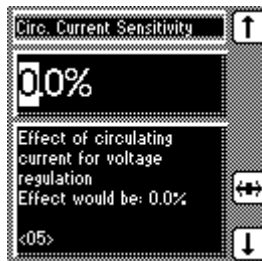 Circ. Current Sensitivity
0.0%
Effect of circulating
current for voltage
regulation
Effect would be: 0.0%
<05>